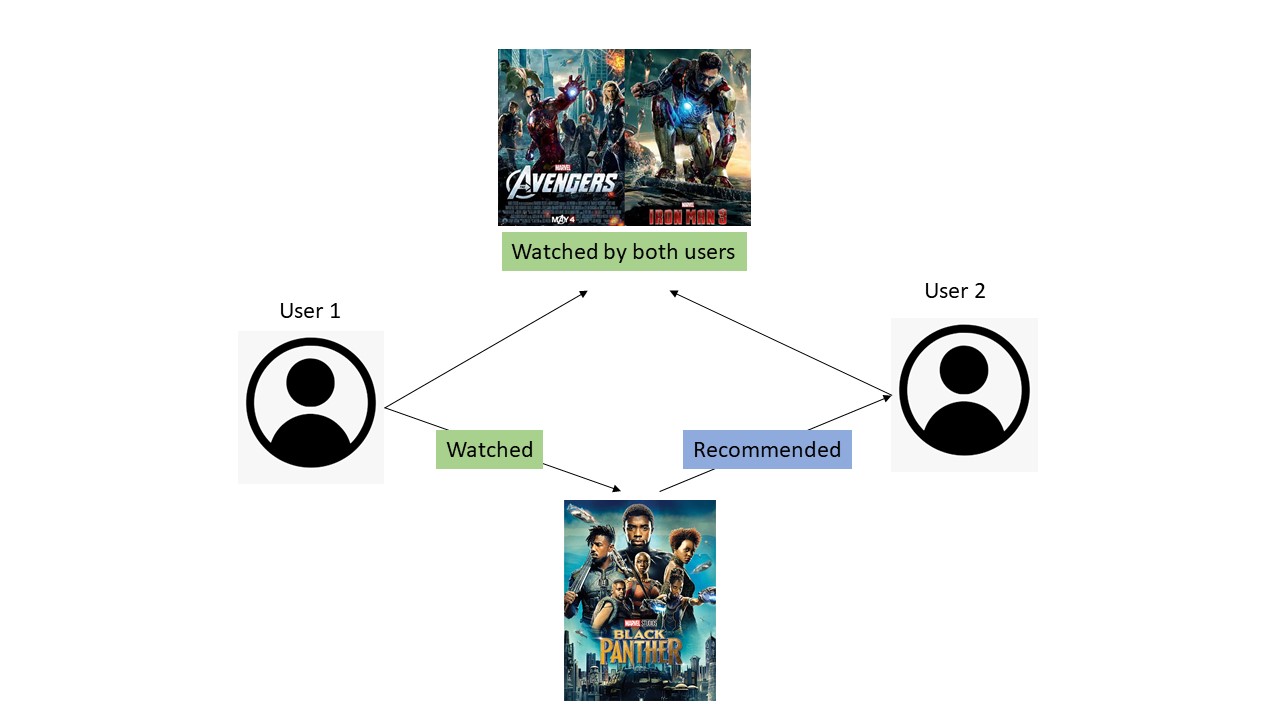 MARVEL
AVENGERS
MAY 4
MARVEL
IRON MAN 3
Watched by both users
User 1
User 2
Watched
Recommended
MARVEL STUDIOS
BLACK
PANTHER